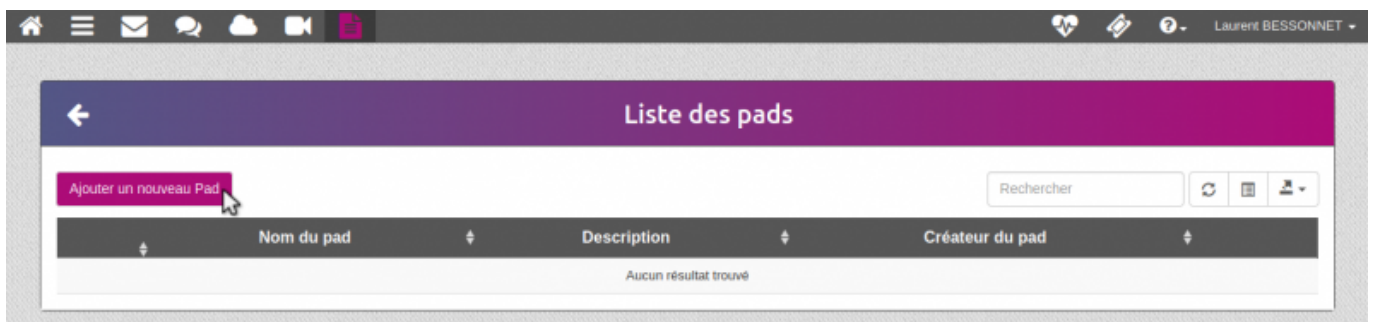 Laurent BESSONNET
Liste des pads
Ajouter un nouveau Pad
Rechercher
Nom du pad Description Créateur du pad
Aucun résultat trouvé